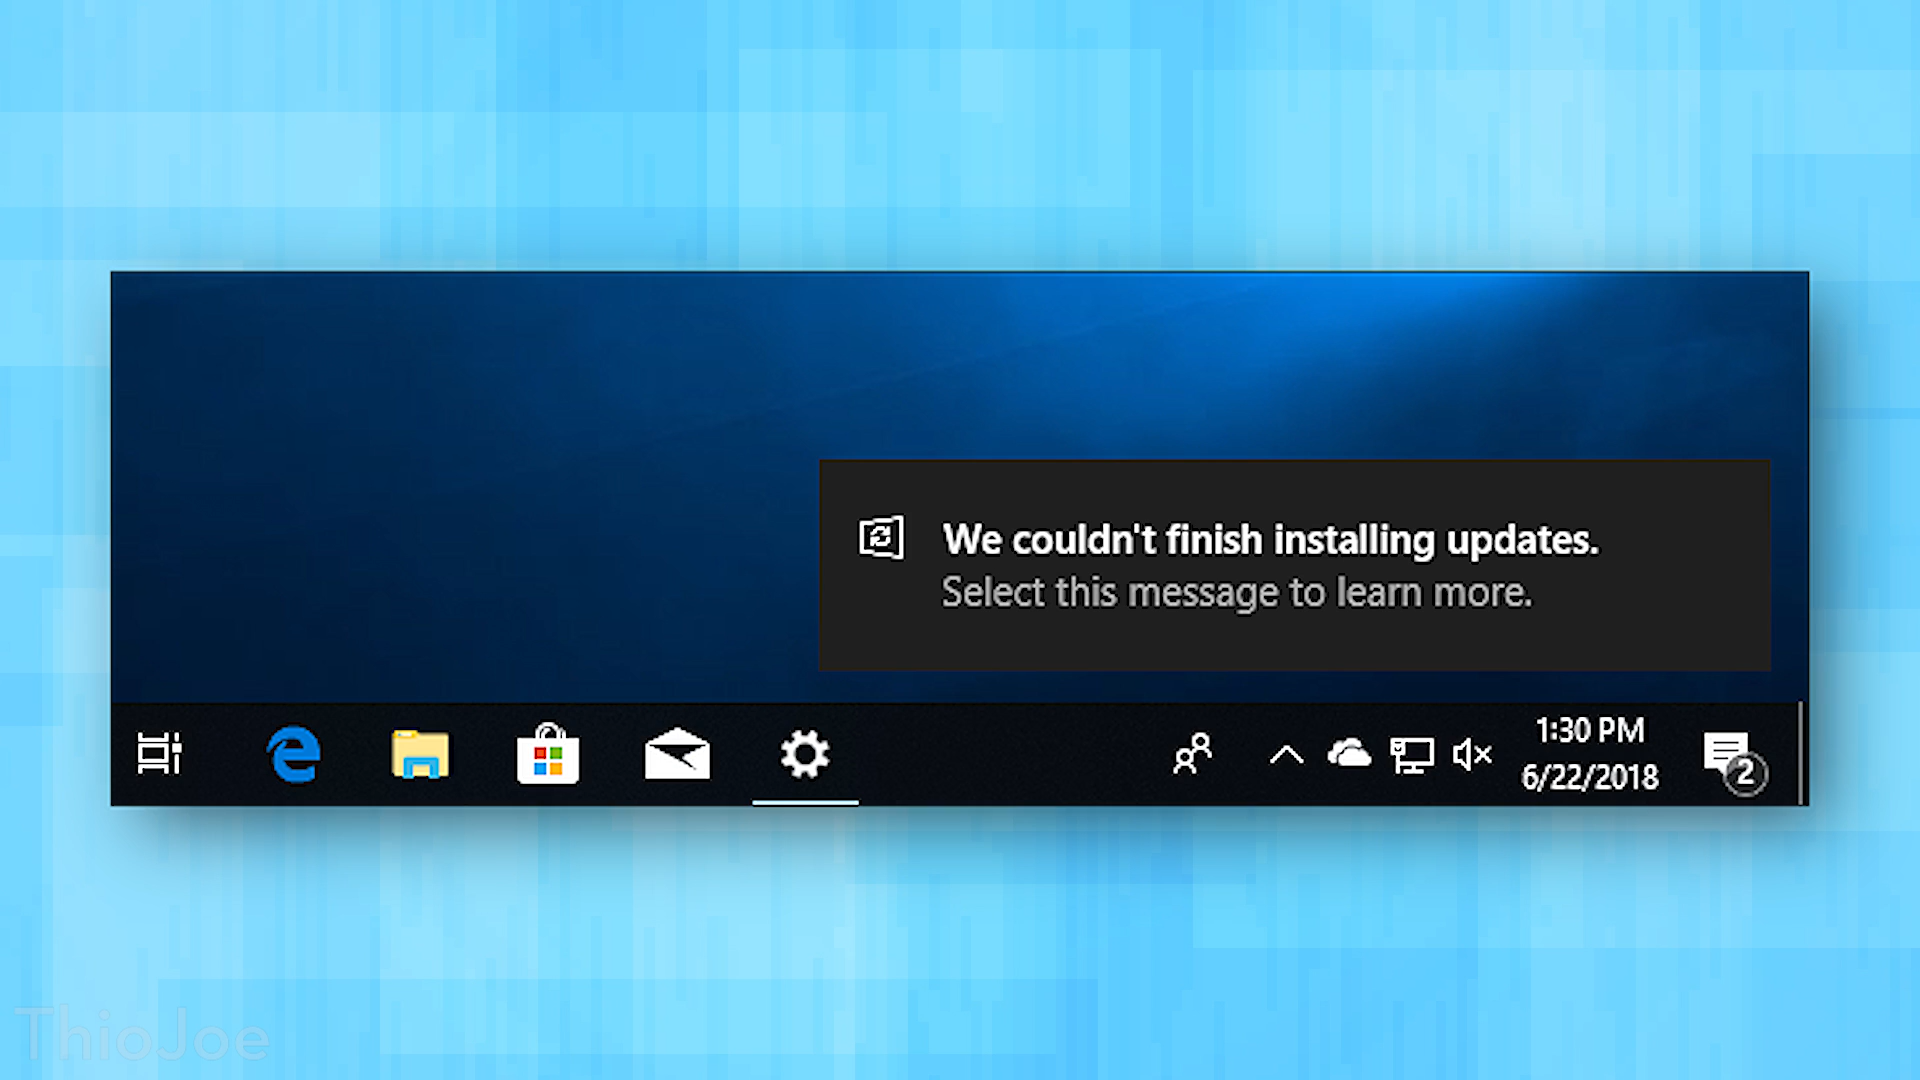 We couldn't finish installing updates.
Select this message to learn more.
1:30 PM
6/22/2018
2
ThioJoe